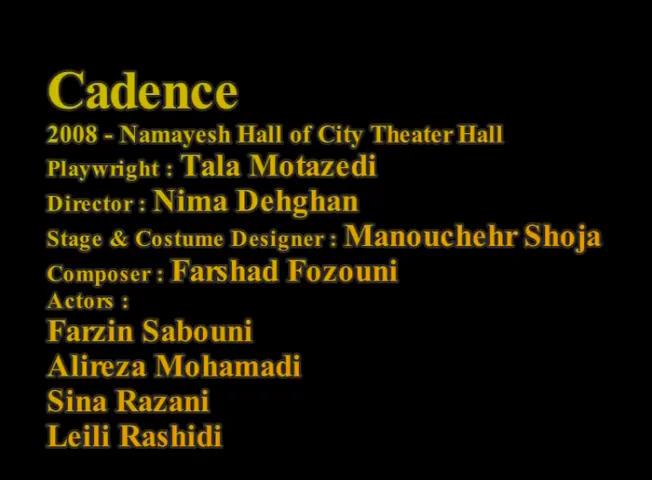 Cadence
2008 - Namayesh Hall of City Theater Hall
Playwright : Tala Motazedi
Director : Nima Dehghan
Stage & Costume Designer : Manouchehr Shoja
Composer : Farshad Fozouni
Actors :
Farzin Sabouni
Alireza Mohamadi
Sina Razani
Leili Rashidi